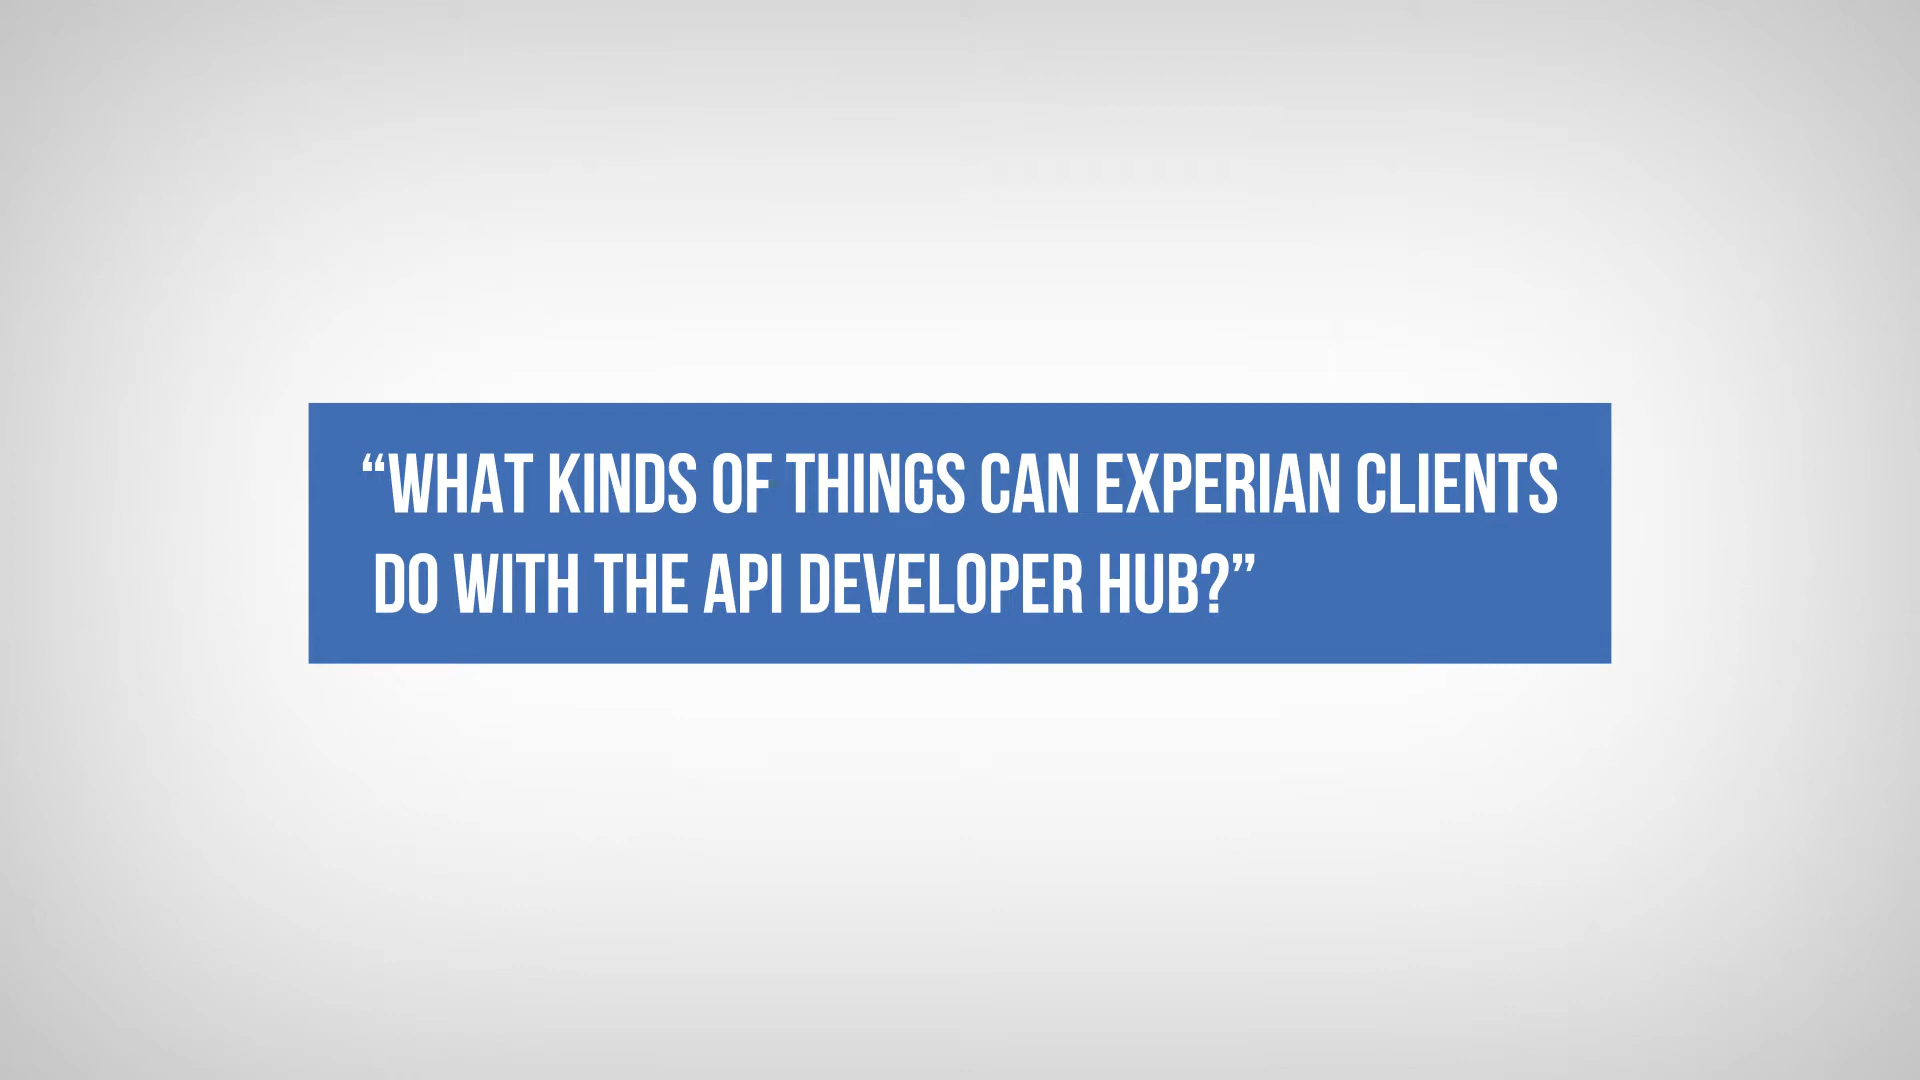 “WHAT KINDS OF THINGS CAN EXPERIAN CLIENTS
DO WITH THE API DEVELOPER HUB?”